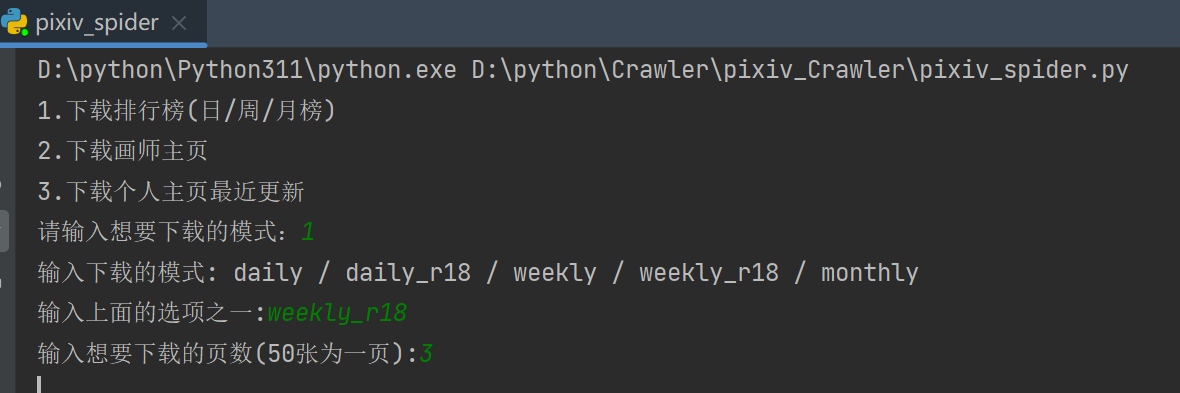 pixiv_spider
D:\python\Python311\python.exe D:\python\Crawler\pixiv_Crawler\pixiv_spider.py
1.下载排行榜(日/周/月榜)
2.下载画师主页
3.下载个人主页最近更新
请输入想要下载的模式：1
输入下载的模式: daily / daily_r18 / weekly / weekly_r18 / monthly
输入上面的选项之一:weekly_r18
输入想要下载的页数(50张为一页):3